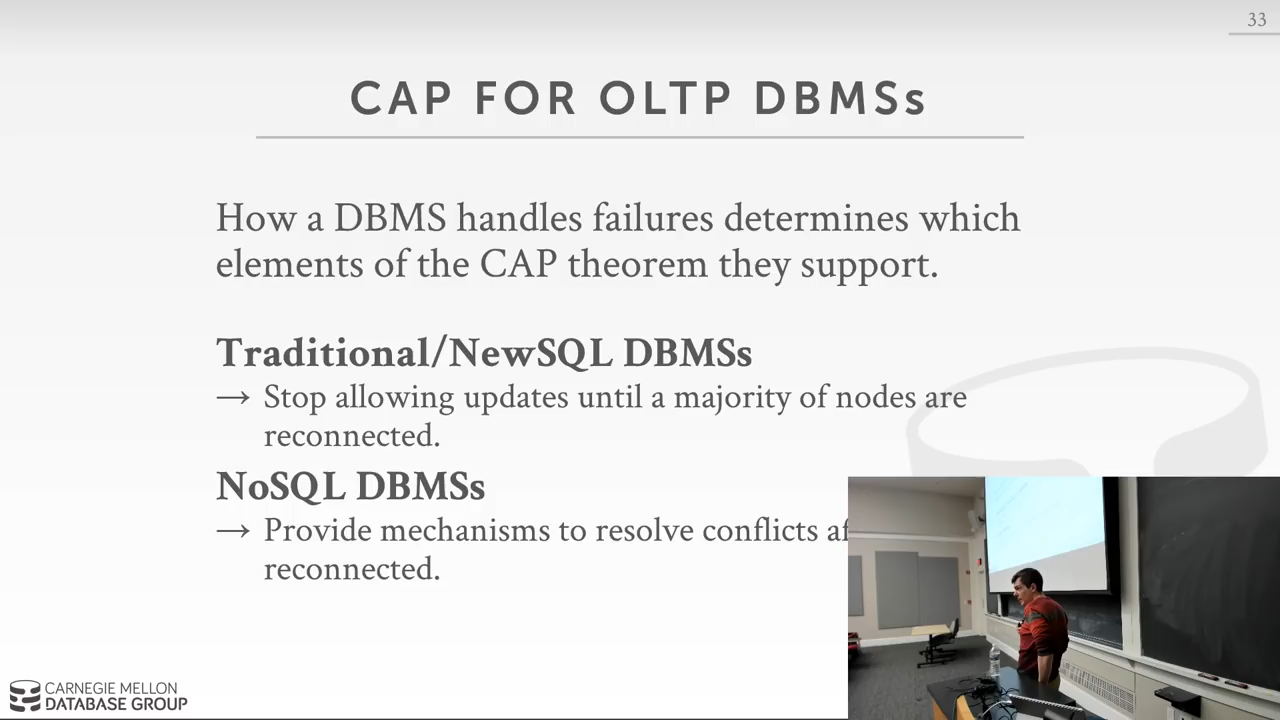 33
CAP FOR OLTP DBMSs
How a DBMS handles failures determines which
elements of the CAP theorem they support.
Traditional/NewSQL DBMSs
→ Stop allowing updates until a majority of nodes are
reconnected.
NoSQL DBMSs
→ Provide mechanisms to resolve conflicts
reconnected.
CARNEGIE MELLON
DATABASE GROUP